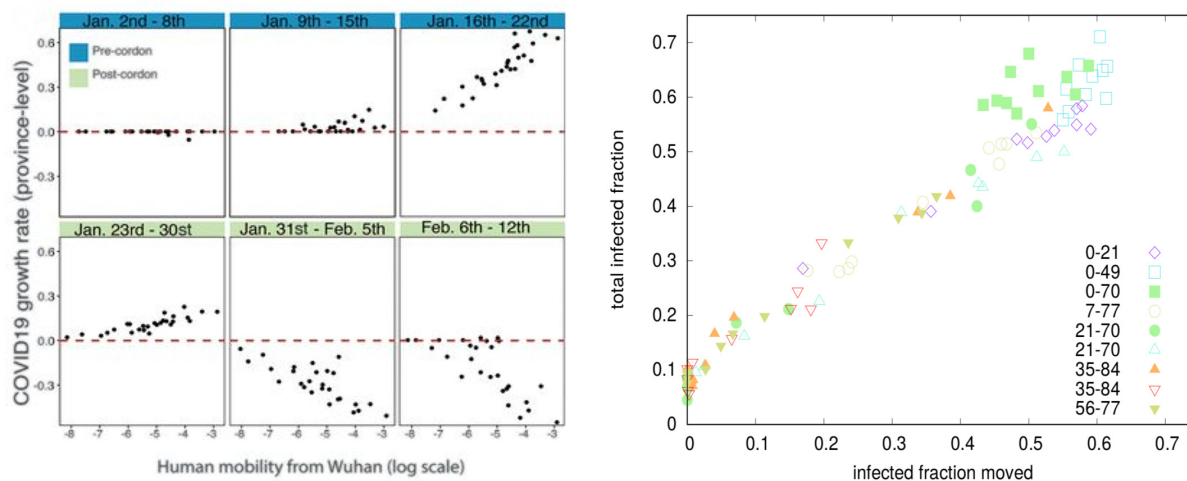 Jan. 2nd - 8th
Jan. 9th - 15th
Jan. 16th - 22nd
Pre-cordon
Post-cordon
0.6
0.3
0.0
COVID19 growth rate (province-level)
Jan. 23rd - 30st
Jan. 31st - Feb. 5th
Feb. 6th - 12th
0.6
0.3
0.0
-0.3
-8 -7 -6 -5 -4 -3
-8 -7 -6 -5 -4 -3
-8 -7 -6 -5 -4 -3
Human mobility from Wuhan (log scale)
total infected fraction
0.7
0.6
0.5
0.4
0.3
0.2
0.1
0
0-21
0-49
0-70
7-77
21-70
21-70
35-84
35-84
56-77
0 0.1 0.2 0.3 0.4 0.5 0.6 0.7
infected fraction moved